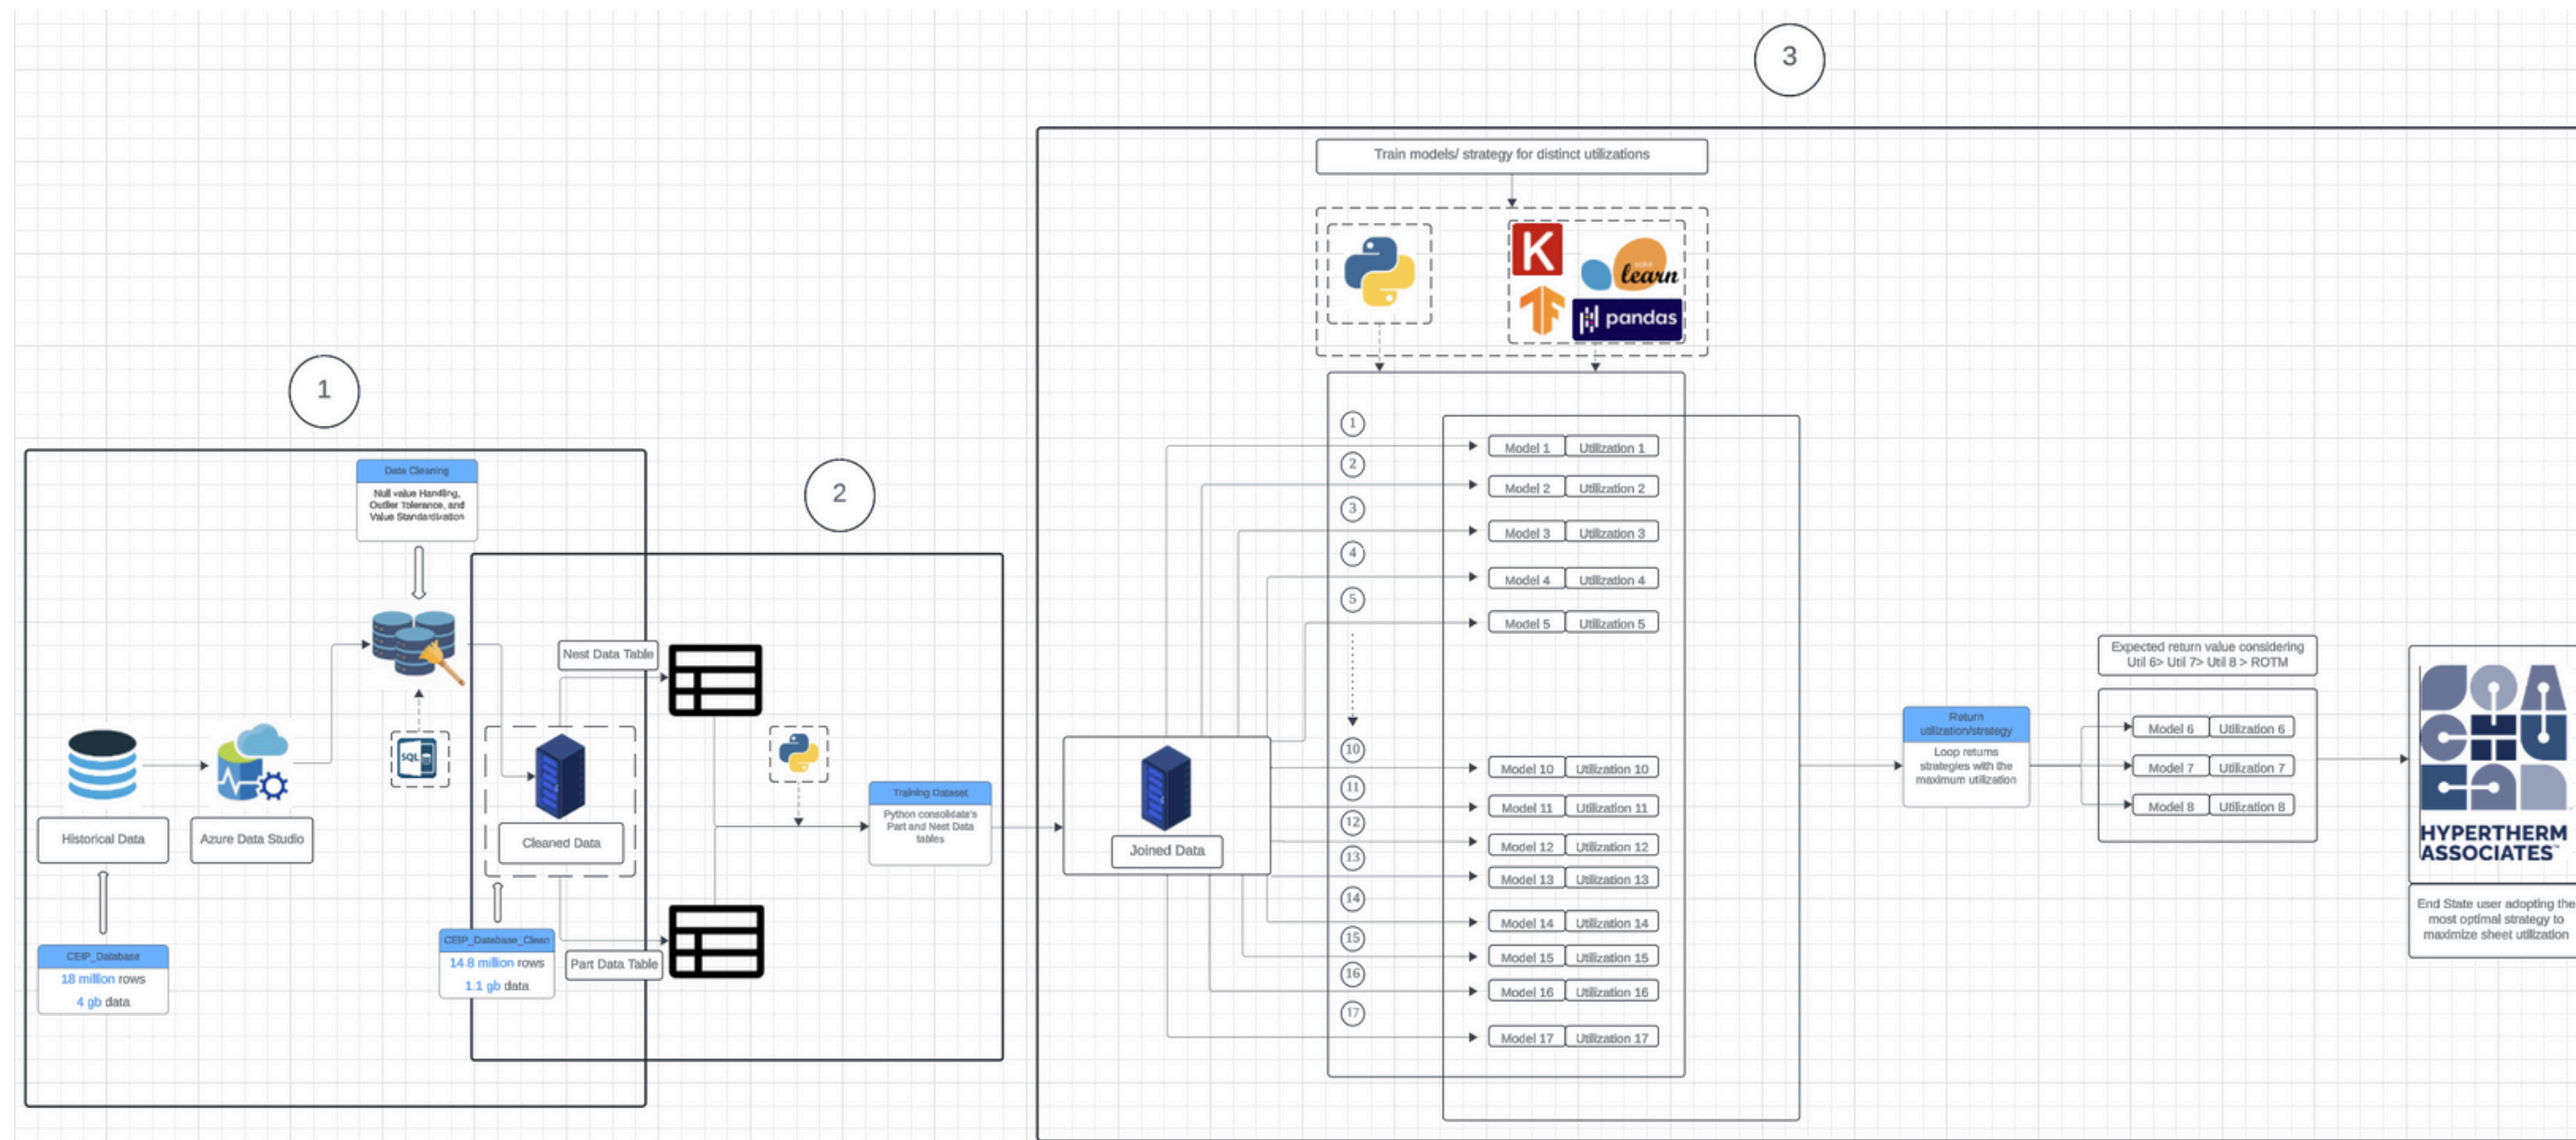 1
Data Cleaning
Null value Handling,
Outlier Tolerance, and
Value Standardization
SQL
Historical Data
Azure Data Studio
CEIP_Database
18 million rows
4 gb data
Cleaned Data
CEIP_Database_Clean
14.8 million rows
1.1 gb data
2
Nest Data Table
Part Data Table
Training Dataset
Python consolidate's
Part and Nest Data
tables
3
Train models/ strategy for distinct utilizations
K
learn
pandas
Joined Data
1
Model 1 Utilization 1
2
Model 2 Utilization 2
3
Model 3 Utilization 3
4
Model 4 Utilization 4
5
Model 5 Utilization 5
10
Model 10 Utilization 10
11
Model 11 Utilization 11
12
Model 12 Utilization 12
13
Model 13 Utilization 13
14
Model 14 Utilization 14
15
Model 15 Utilization 15
16
Model 16 Utilization 16
17
Model 17 Utilization 17
Return
utilization/strategy
Loop returns
strategies with the
maximum utilization
Expected return value considering
Util 6> Util 7> Util 8 > ROTM
Model 6 Utilization 6
Model 7 Utilization 7
Model 8 Utilization 8
HYPERTHERM
ASSOCIATES™
End State user adopting the
most optimal strategy to
maximize sheet utilization